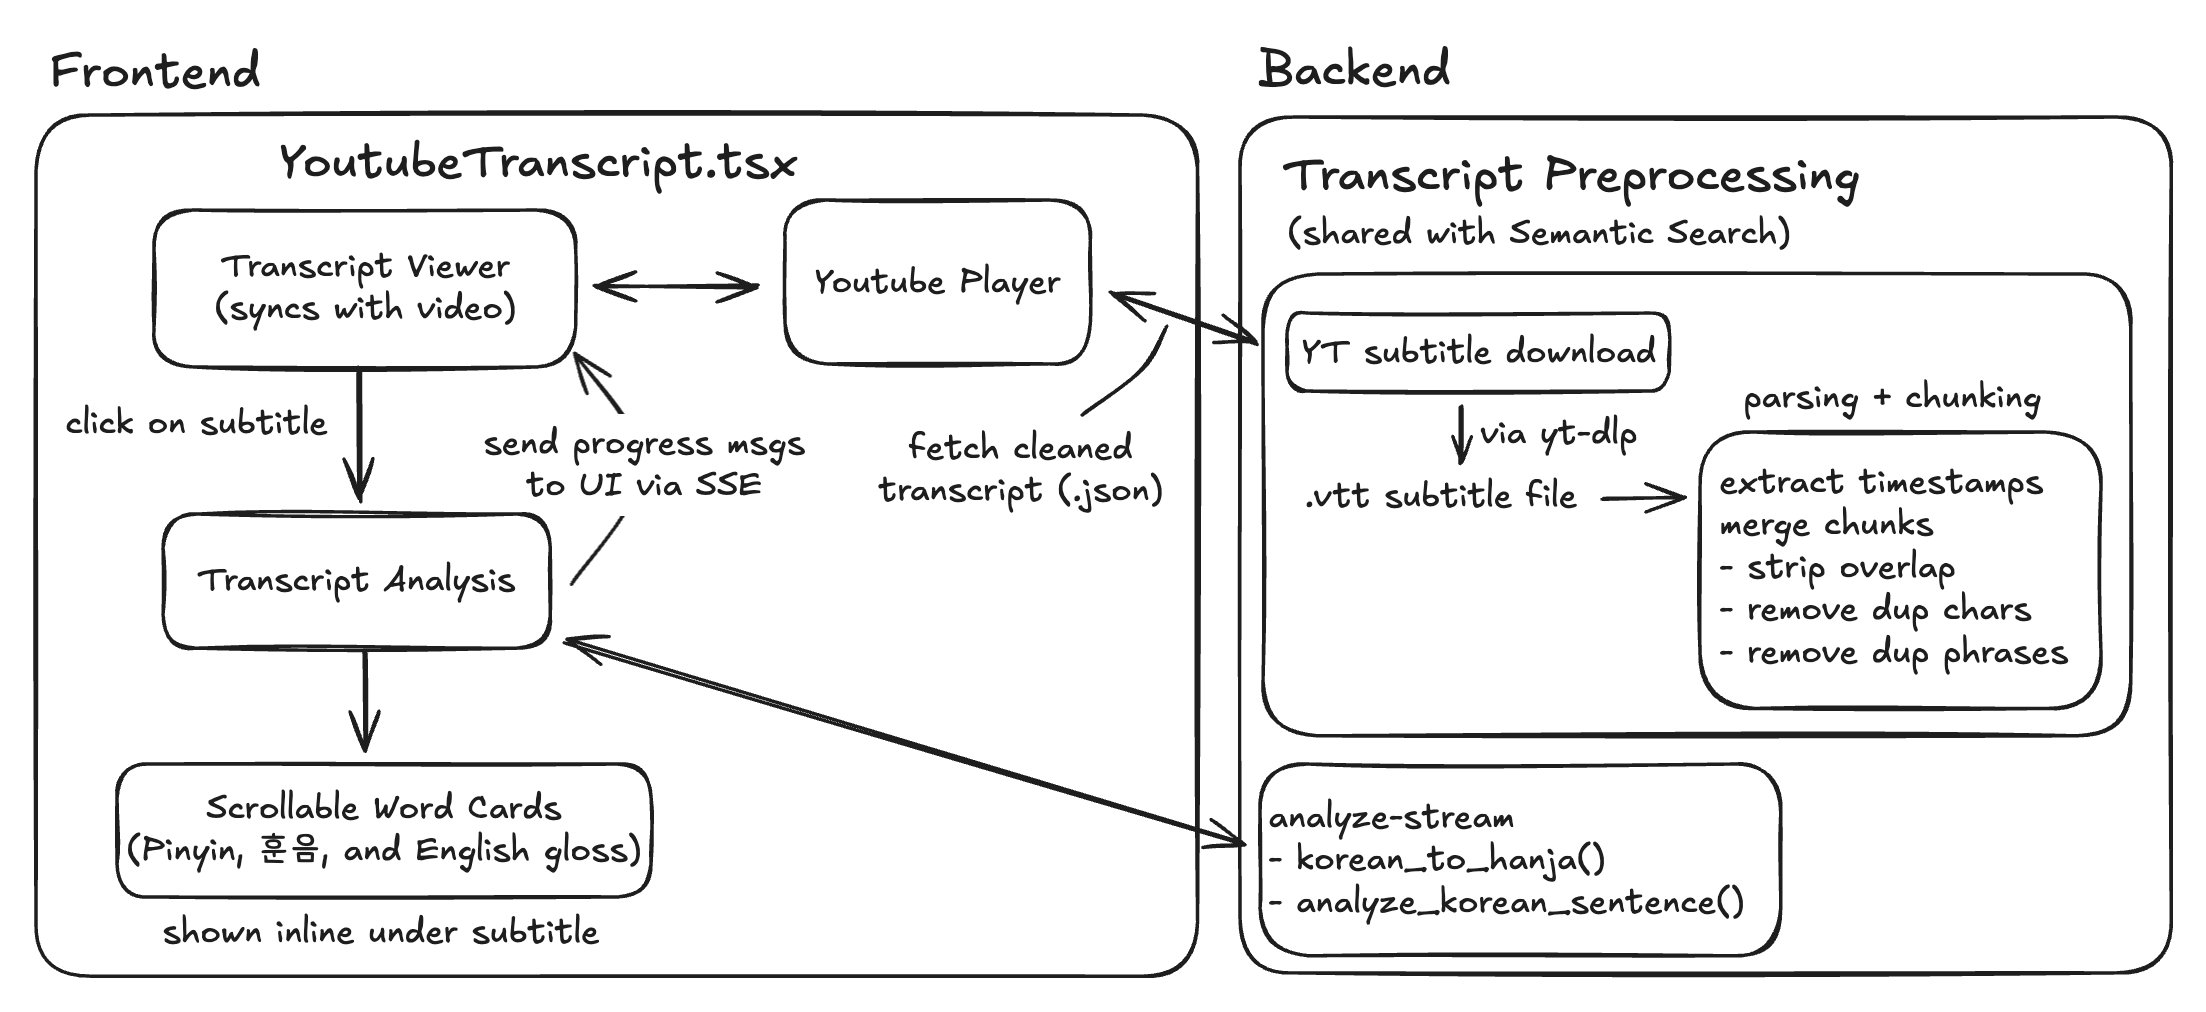 Frontend
YoutubeTranscript.tsx
Transcript Viewer
(syncs with video)
Youtube Player
click on subtitle
send progress msgs
to UI via SSE
fetch cleaned
transcript (.json)
Transcript Analysis
Scrollable Word Cards
(Pinyin, 훈음, and English gloss)
shown inline under subtitle
Backend
Transcript Preprocessing
(shared with Semantic Search)
YT subtitle download
via yt-dlp
.vtt subtitle file
parsing + chunking
extract timestamps
merge chunks
- strip overlap
- remove dup chars
- remove dup phrases
analyze-stream
- korean_to_hanja()
- analyze_korean_sentence()